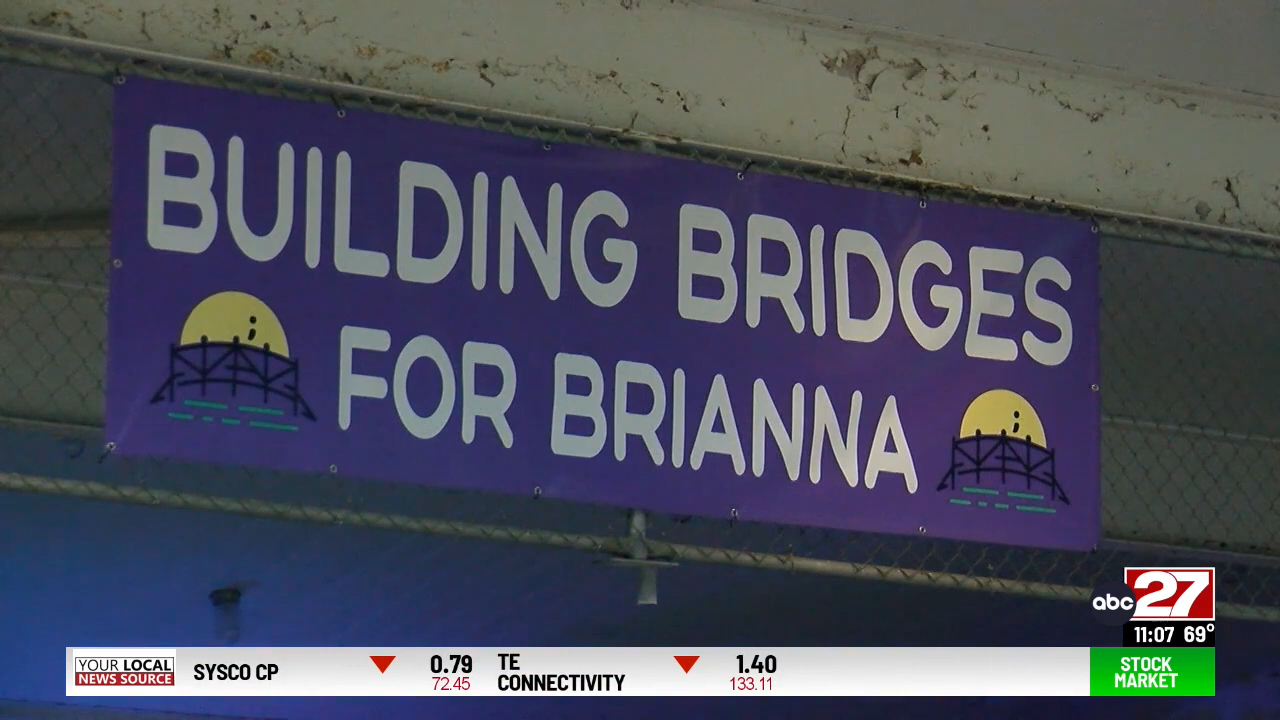 BUILDING BRIDGES
FOR BRIANNA
abc 27
11:07 69°
YOUR LOCAL
NEWS SOURCE
SYSCO CP
0.79
72.45
TE
CONNECTIVITY
1.40
133.11
STOCK
MARKET